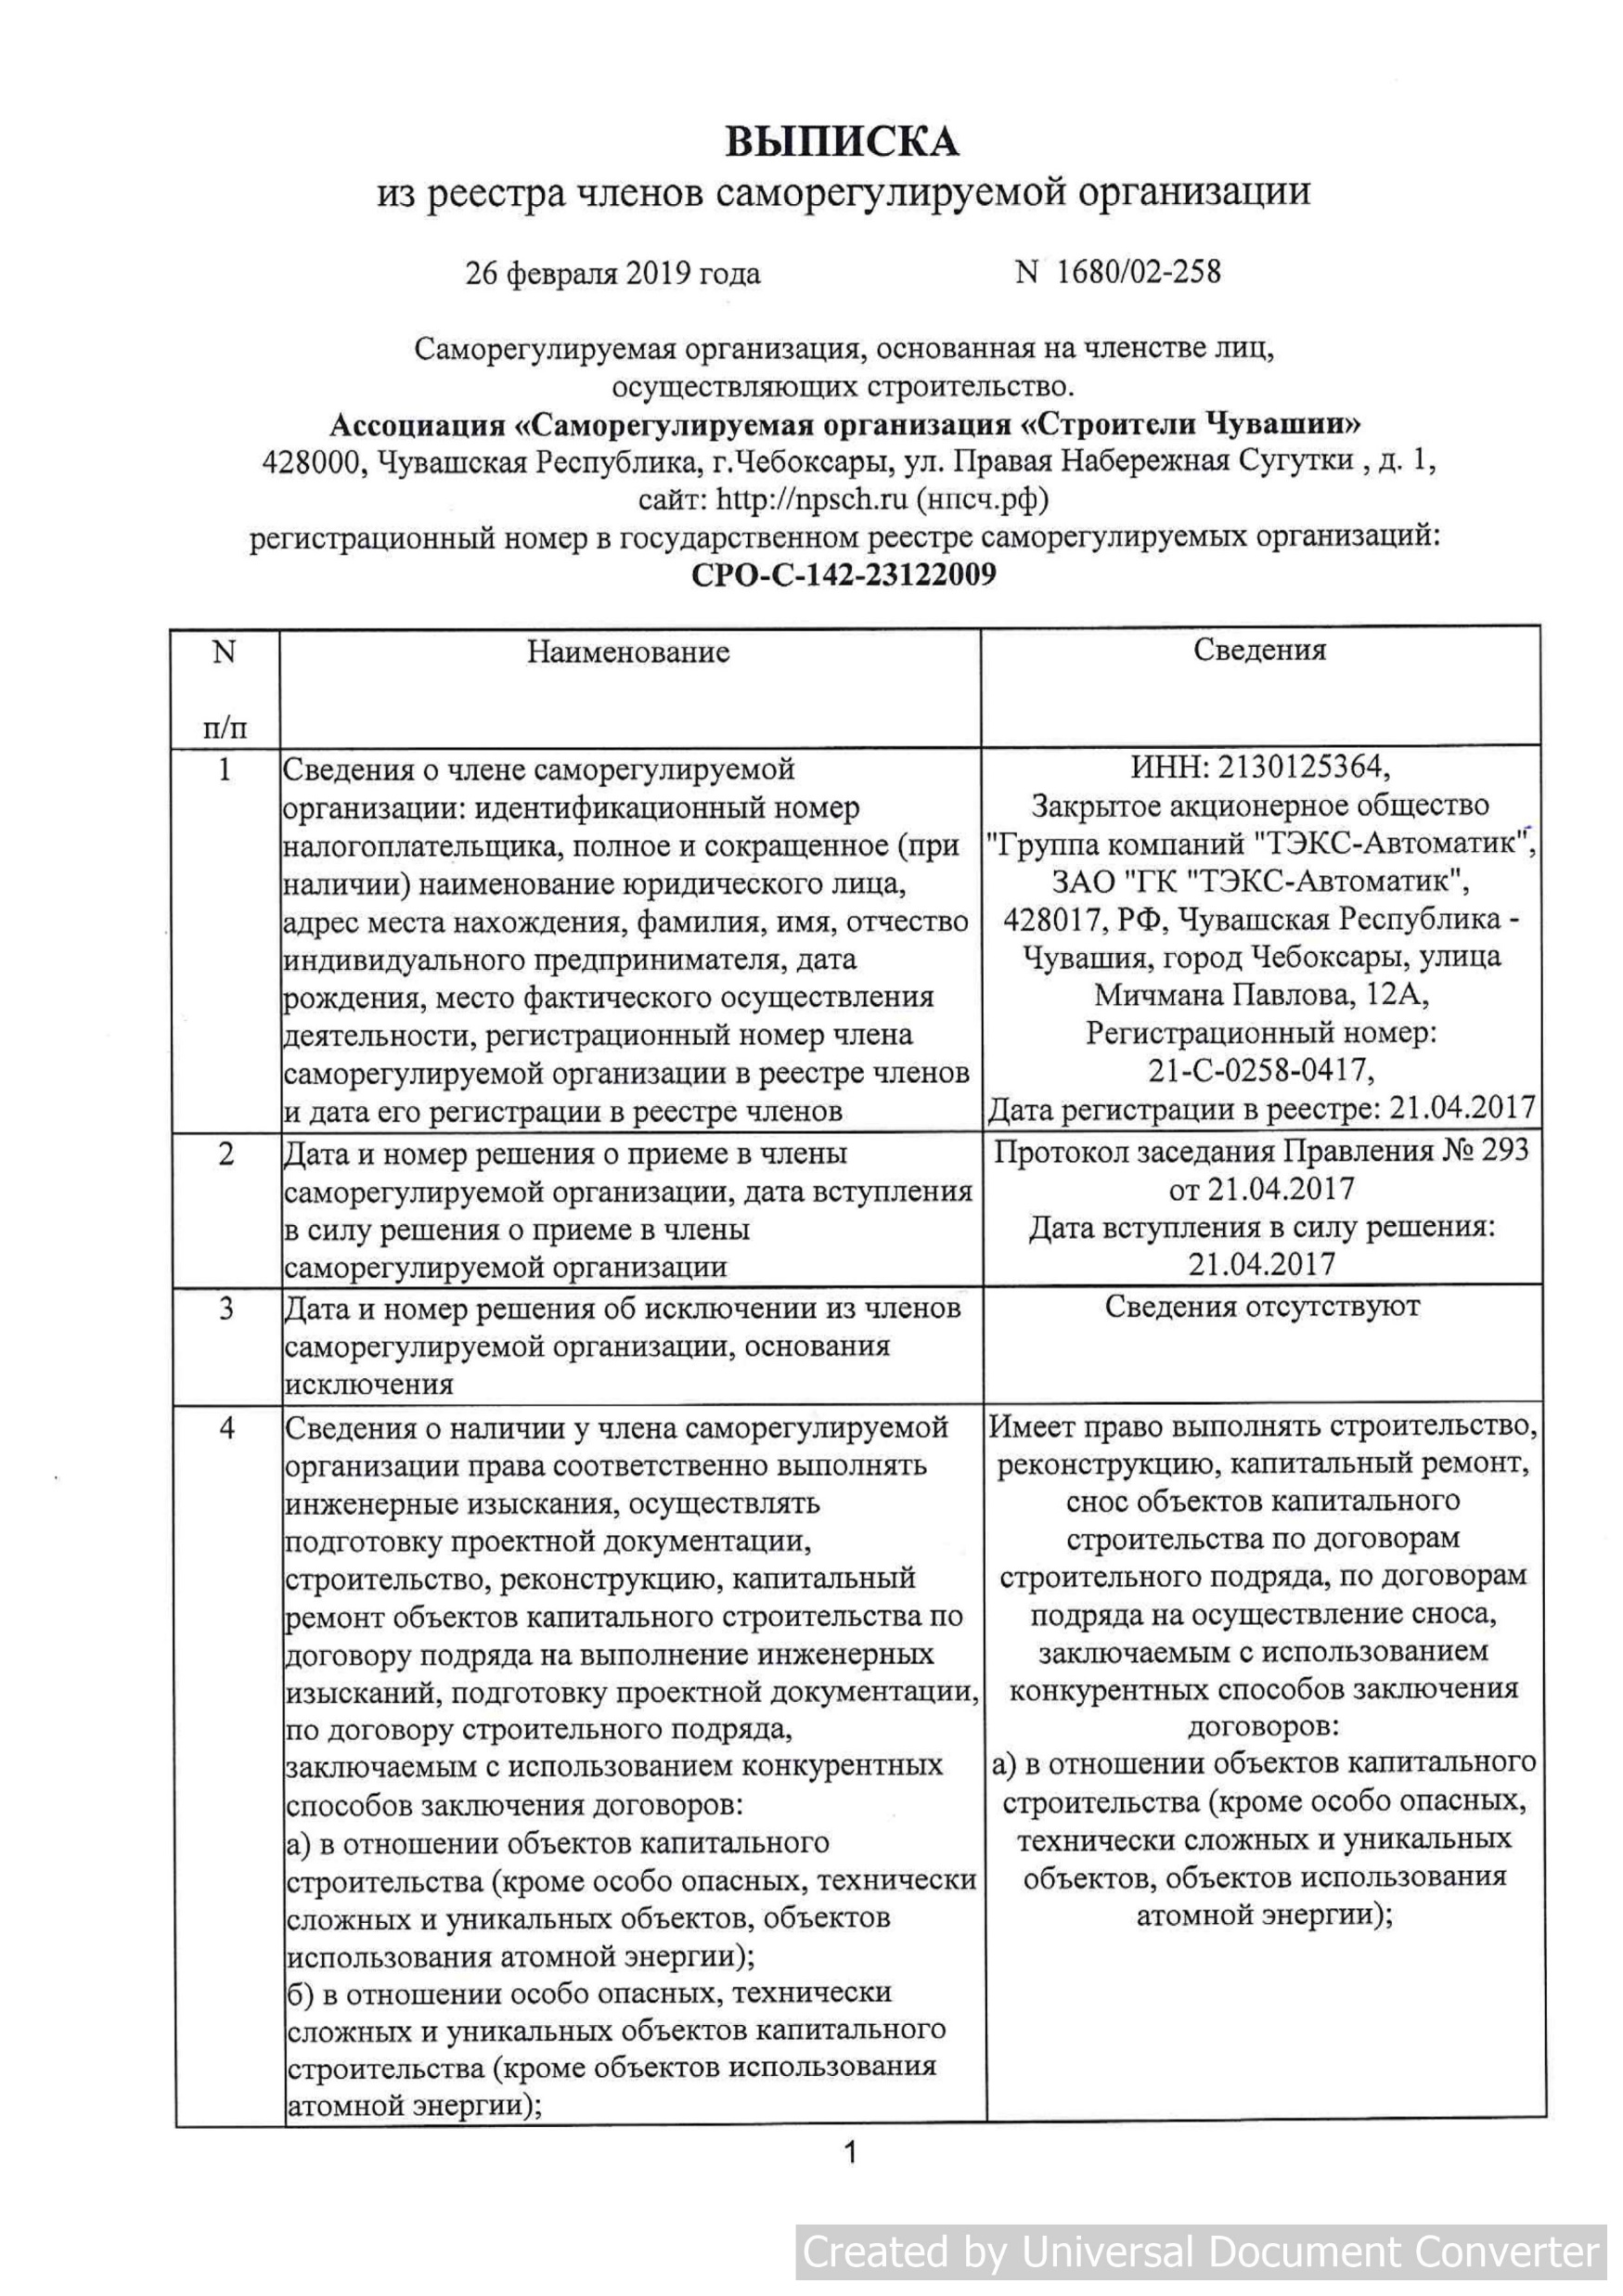 ВЫПИСКА
из реестра членов саморегулируемой организации
26 февраля 2019 года N 1680/02-258
Саморегулируемая организация, основанная на членстве лиц,
осуществляющих строительство.
Ассоциация «Саморегулируемая организация «Строители Чувашии»
428000, Чувашская Республика, г.Чебоксары, ул. Правая Набережная Сугутки , д. 1,
сайт: http://npsch.ru (нпсч.рф)
регистрационный номер в государственном реестре саморегулируемых организаций:
СРО-С-142-23122009
N
п/п
Наименование
Сведения
1
Сведения о члене саморегулируемой
организации: идентификационный номер
налогоплательщика, полное и сокращенное (при
наличии) наименование юридического лица,
адрес места нахождения, фамилия, имя, отчество
индивидуального предпринимателя, дата
рождения, место фактического осуществления
деятельности, регистрационный номер члена
саморегулируемой организации в реестре членов
и дата его регистрации в реестре членов
ИНН: 2130125364,
Закрытое акционерное общество
"Группа компаний "ТЭКС-Автоматик",
ЗАО "ГК "ТЭКС-Автоматик",
428017, РФ, Чувашская Республика -
Чувашия, город Чебоксары, улица
Мичмана Павлова, 12А,
Регистрационный номер:
21-С-0258-0417,
Дата регистрации в реестре: 21.04.2017
2
Дата и номер решения о приеме в члены
саморегулируемой организации, дата вступления
в силу решения о приеме в члены
саморегулируемой организации
Протокол заседания Правления № 293
от 21.04.2017
Дата вступления в силу решения:
21.04.2017
3
Дата и номер решения об исключении из членов
саморегулируемой организации, основания
исключения
Сведения отсутствуют
4
Сведения о наличии у члена саморегулируемой
организации права соответственно выполнять
инженерные изыскания, осуществлять
подготовку проектной документации,
строительство, реконструкцию, капитальный
ремонт объектов капитального строительства по
договору подряда на выполнение инженерных
изысканий, подготовку проектной документации,
по договору строительного подряда,
заключаемым с использованием конкурентных
способов заключения договоров:
а) в отношении объектов капитального
строительства (кроме особо опасных, технически
сложных и уникальных объектов, объектов
использования атомной энергии);
б) в отношении особо опасных, технически
сложных и уникальных объектов капитального
строительства (кроме объектов использования
атомной энергии);
Имеет право выполнять строительство,
реконструкцию, капитальный ремонт,
снос объектов капитального
строительства по договорам
строительного подряда, по договорам
подряда на осуществление сноса,
заключаемым с использованием
конкурентных способов заключения
договоров:
а) в отношении объектов капитального
строительства (кроме особо опасных,
технически сложных и уникальных
объектов, объектов использования
атомной энергии);
1
Created by Universal Document Converter